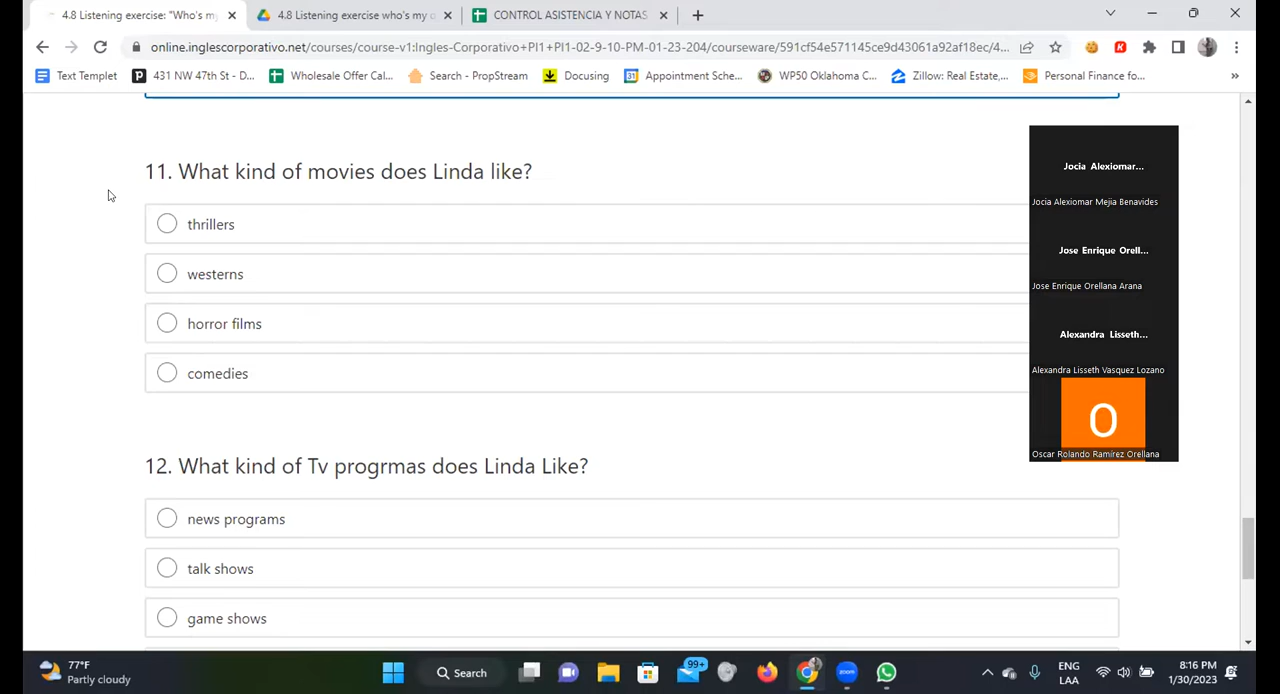 4.8 Listening exercise: "Who's my
4.8 Listening exercise who's my o
CONTROL ASISTENCIA Y NOTAS
online.inglescorporativo.net/courses/course-v1:Ingles-Corporativo+PI1+PI1-02-9-10-PM-01-23-204/courseware/591cf54e571145ce9d43061a92af18ec/4...
Text Templet
431 NW 47th St - D...
Wholesale Offer Cal...
Search - PropStream
Docusing
Appointment Sche...
WP50 Oklahoma C...
Zillow: Real Estate,...
Personal Finance fo...
»
11. What kind of movies does Linda like?
thrillers
westerns
horror films
comedies
12. What kind of Tv progrmas does Linda Like?
news programs
talk shows
game shows
Jocia Alexiomar...
Jocia Alexiomar Mejia Benavides
Jose Enrique Orell...
Jose Enrique Orellana Arana
Alexandra Lisseth...
Alexandra Lisseth Vasquez Lozano
O
Oscar Rolando Ramírez Orellana
77°F
Partly cloudy
Search
99+
zoom
ENG
LAA
8:16 PM
1/30/2023